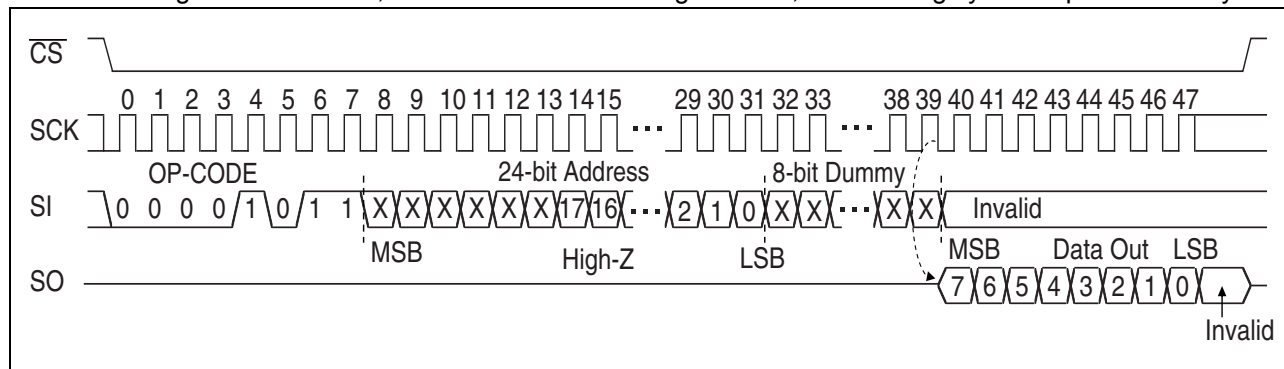 CS
0 1 2 3 4 5 6 7 8 9 10 11 12 13 14 15 29 30 31 32 33 38 39 40 41 42 43 44 45 46 47
SCK
OP-CODE 24-bit Address 8-bit Dummy
SI 0 0 0 0 1 0 1 1 X X X X X X 17 16 ... 2 1 0 X X ... X X Invalid
MSB High-Z LSB MSB Data Out LSB
SO 7 6 5 4 3 2 1 0
Invalid